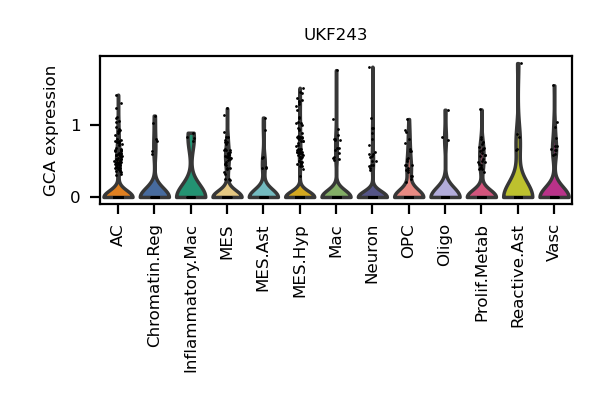 UKF243
GCA expression
1
0
AC
Chromatin.Reg
Inflammatory.Mac
MES
MES.Ast
MES.Hyp
Mac
Neuron
OPC
Oligo
Prolif.Metab
Reactive.Ast
Vasc